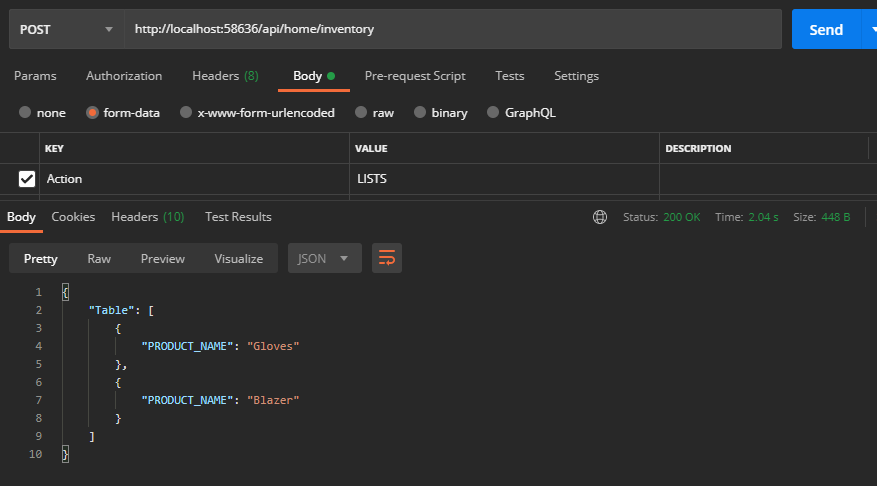 POST http://localhost:58636/api/home/inventory Send
Params Authorization Headers (8) Body Pre-request Script Tests Settings
none form-data x-www-form-urlencoded raw binary GraphQL
KEY VALUE DESCRIPTION
Action LISTS
Body Cookies Headers (10) Test Results Status: 200 OK Time: 2.04 s Size: 448 B
Pretty Raw Preview Visualize JSON
1 {
2 "Table": [
3 {
4 "PRODUCT_NAME": "Gloves"
5 },
6 {
7 "PRODUCT_NAME": "Blazer"
8 }
9 ]
10 }